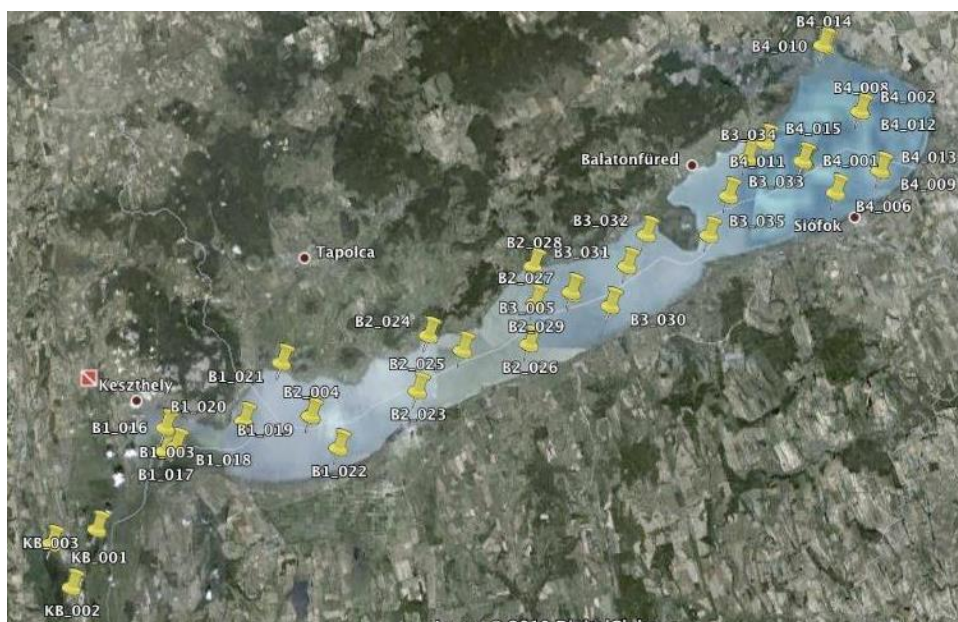 B4_014
B4_010
B4_008
B4_002
B3_034
B4_015
B4_012
Balatonfüred
B4_011
B4_001
B4_013
B3_033
B4_009
B3_032
B4_006
Siófok
B3_035
B2_028
B3_031
Tapolca
B2_027
B3_005
B2_024
B2_029
B3_030
B2_025
B2_026
B1_021
Keszthely
B2_004
B2_023
B1_020
B1_016
B1_019
B1_003
B1_018
B1_017
B1_022
KB_003
KB_001
KB_002